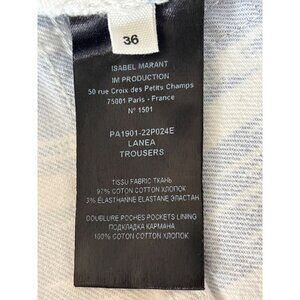 36
ISABEL MARANT
IM PRODUCTION
50 rue Croix des Petits Champs
75001 Paris - France
N° 1501
PA1901-22P024E
LANEA
TROUSERS
TISSU FABRIC ТКАНЬ
97% COTON COTTON ХЛОПОК
3% ELASTHANNE ELASTANE ЭЛАСТАН
DOUBLURE POCHES POCKETS LINING
ПОДКЛАДКА КАРМАНА
100% COTON COTTON ХЛОПОК